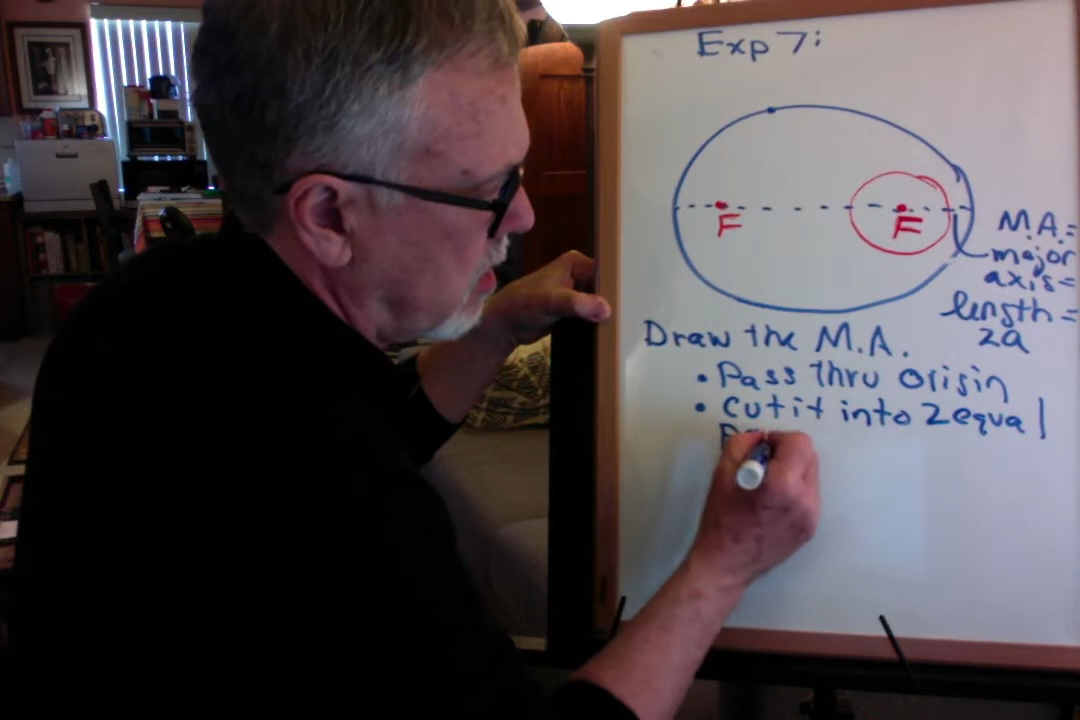 Exp 7:
F
F
M.A.=
major
axis=
length=
2a
Draw the M.A.
• Pass thru origin
• Cut it into 2 equal